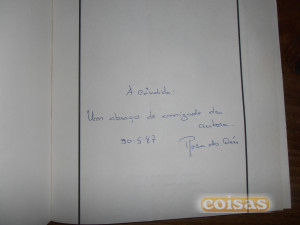 À Cândida.
Um abraço de amizade da
autora
30-5-87
coisas